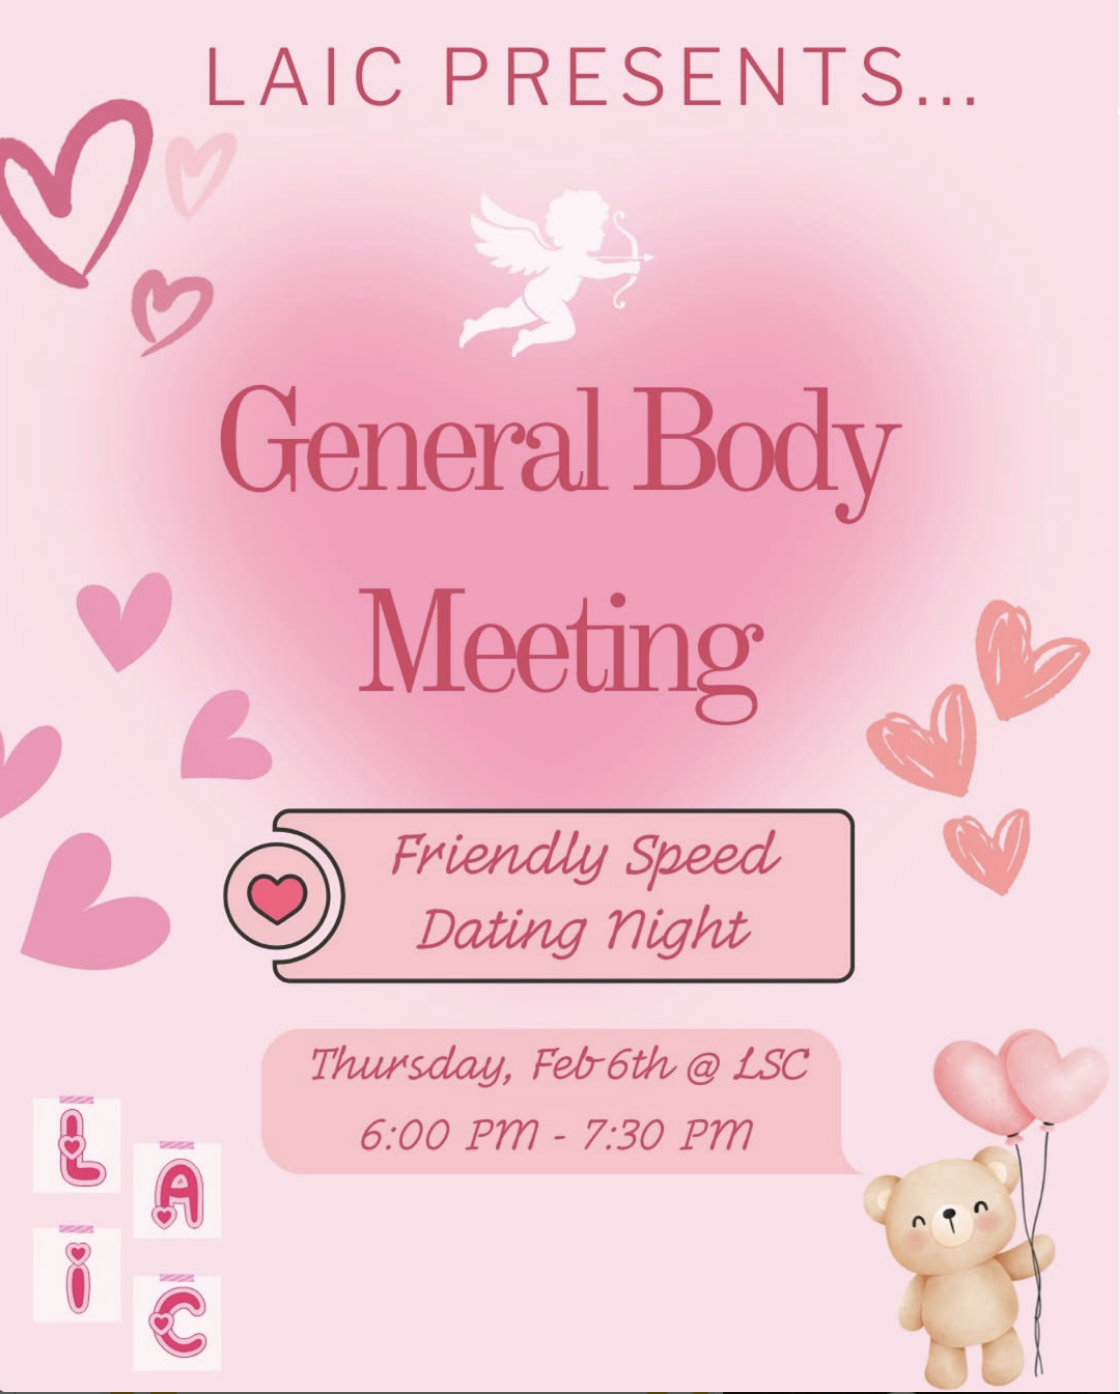 LAIC PRESENTS...
General Body
Meeting
Friendly Speed
Dating Night
Thursday, Feb 6th @ LSC
6:00 PM - 7:30 PM
L
A
I
C